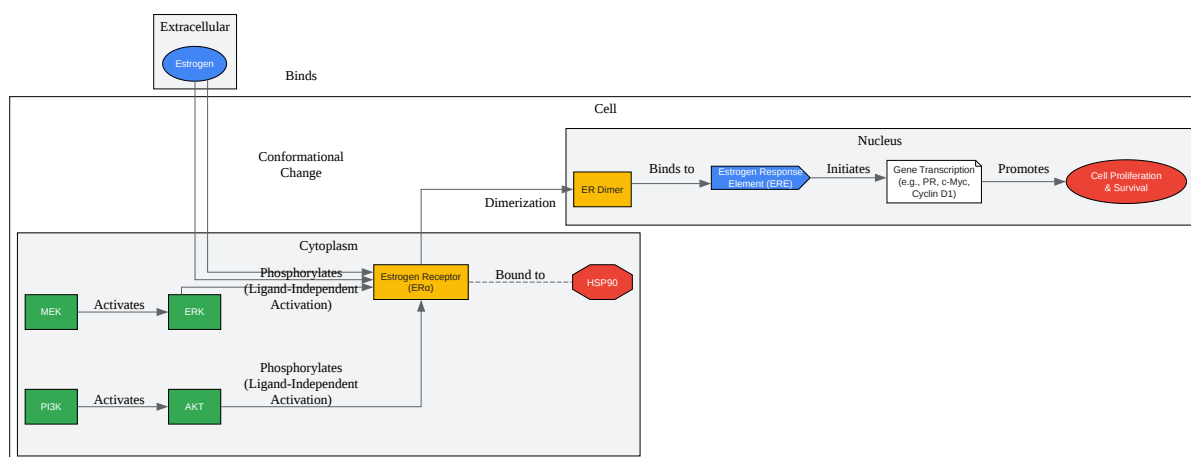 Extracellular
Estrogen
Binds
Cell
Conformational
Change
Nucleus
ER Dimer
Binds to
Estrogen Response
Element (ERE)
Initiates
Gene Transcription
(e.g., PR, c-Myc,
Cyclin D1)
Promotes
Cell Proliferation
& Survival
Dimerization
Cytoplasm
MEK
Activates
ERK
Phosphorylates
(Ligand-Independent
Activation)
Estrogen Receptor
(ERα)
Bound to
HSP90
PI3K
Activates
AKT
Phosphorylates
(Ligand-Independent
Activation)